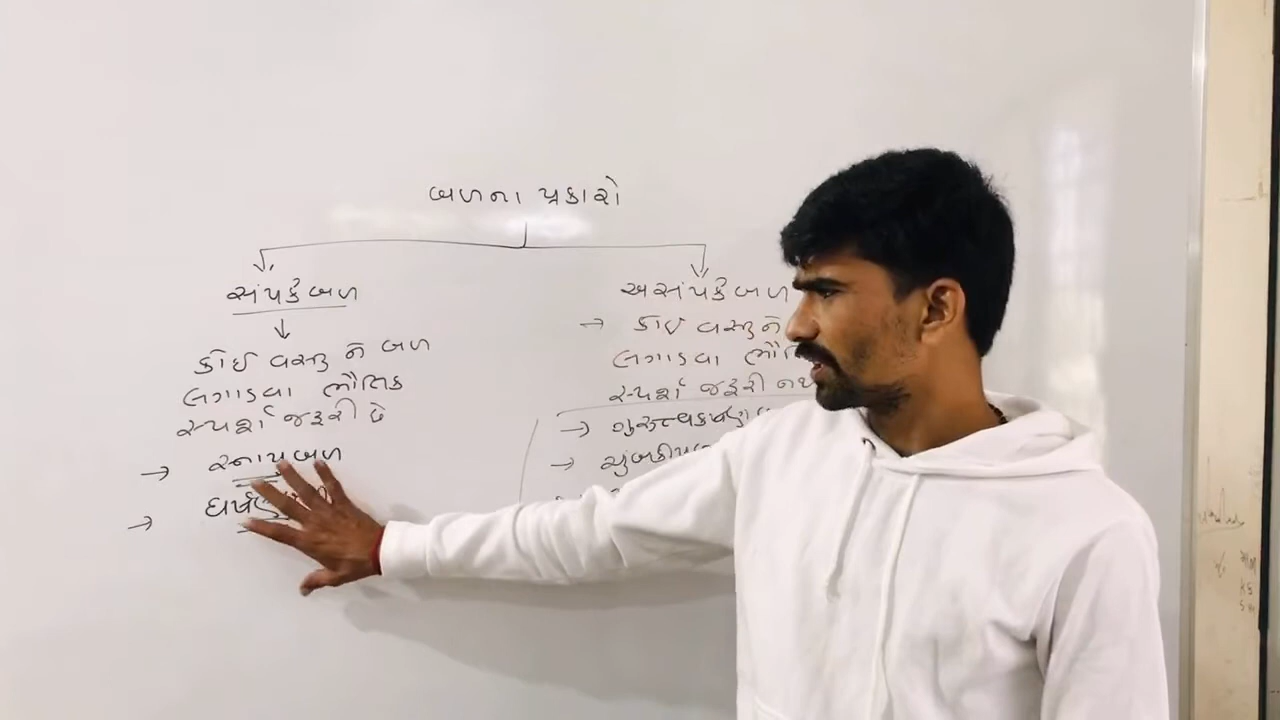 બળના પ્રકારો
સંપર્ક બળ
કોઈ વસ્તુ ને બળ
લગાડવા ભૌતિક
સ્પર્શ જરૂરી છે
→ સ્નાયુબળ
→ ઘર્ષણ
અસંપર્ક બળ
→ કોઈ વસ્તુ ને
લગાડવા
સ્પર્શ જરૂરી
→ ગુરુત્વાકર્ષણ
→ ચુંબકીય